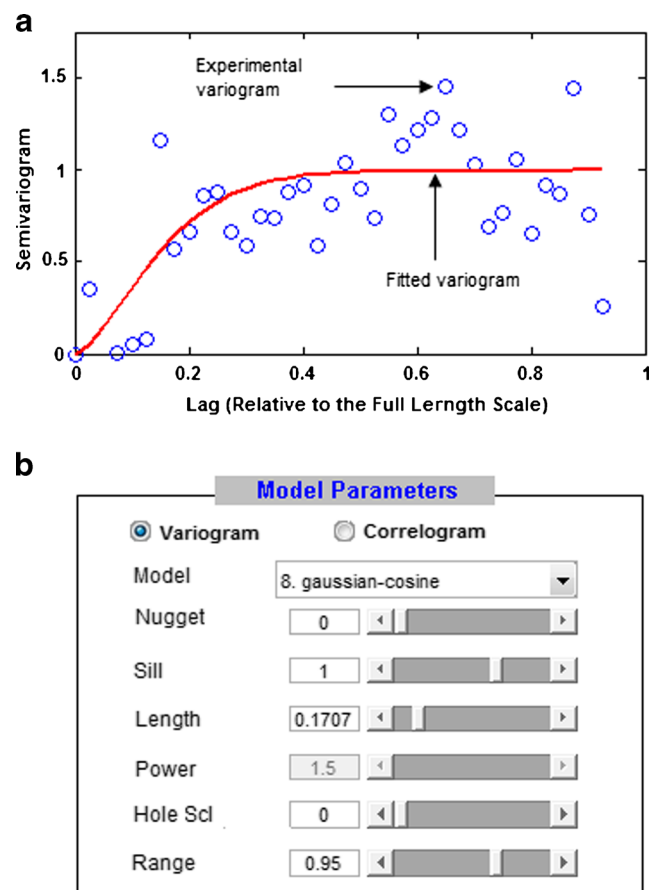 a
1.5
1
0.5
0
Semivariogram
Experimental
variogram
Fitted variogram
0 0.2 0.4 0.6 0.8 1
Lag (Relative to the Full Lerngth Scale)
b
Model Parameters
Variogram Correlogram
Model 8. gaussian-cosine
Nugget 0
Sill 1
Length 0.1707
Power 1.5
Hole Scl 0
Range 0.95